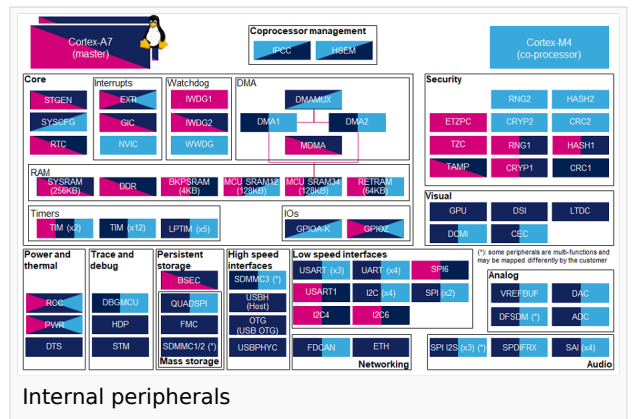 Cortex-A7
(master)
Coprocessor management
IPCC
HSEM
Cortex-M4
(co-processor)
Core
STGEN
SYSCFG
RTC
Interrupts
EXTI
GIC
NVIC
Watchdog
IWDG1
IWDG2
WWDG
DMA
DMAMUX
DMA1
DMA2
MDMA
Security
RNG2
HASH2
ETZPC
CRYP2
CRC2
TZC
RNG1
HASH1
TAMP
CRYP1
CRC1
RAM
SYSRAM
(256KB)
DDR
BKPSRAM
(4KB)
MCU SRAM12
(128KB)
MCU SRAM34
(128KB)
RETRAM
(64KB)
Timers
TIM (x2)
TIM (x12)
LPTIM (x5)
IOs
GPIOA-K
GPIOZ
Visual
GPU
DSI
LTDC
DCMI
CEC
Power and
thermal
RCC
PWR
DTS
Trace and
debug
DBGMCU
HDP
STM
Persistent
storage
BSEC
QUADSPI
FMC
SDMMC1/2 (*)
Mass storage
High speed
interfaces
SDMMC3 (*)
USBH
(Host)
OTG
(USB OTG)
USBPHYC
Low speed interfaces
USART (x3)
UART (x4)
SPI6
USART1
I2C (x4)
SPI (x2)
I2C4
I2C6
FDCAN
ETH
Networking
(*): some peripherals are multi-functions and
may be mapped differently by the customer
Analog
VREFBUF
DAC
DFSDM (*)
ADC
SPI I2S (x3) (*)
SPDIFRX
SAI (x4)
Audio
Internal peripherals